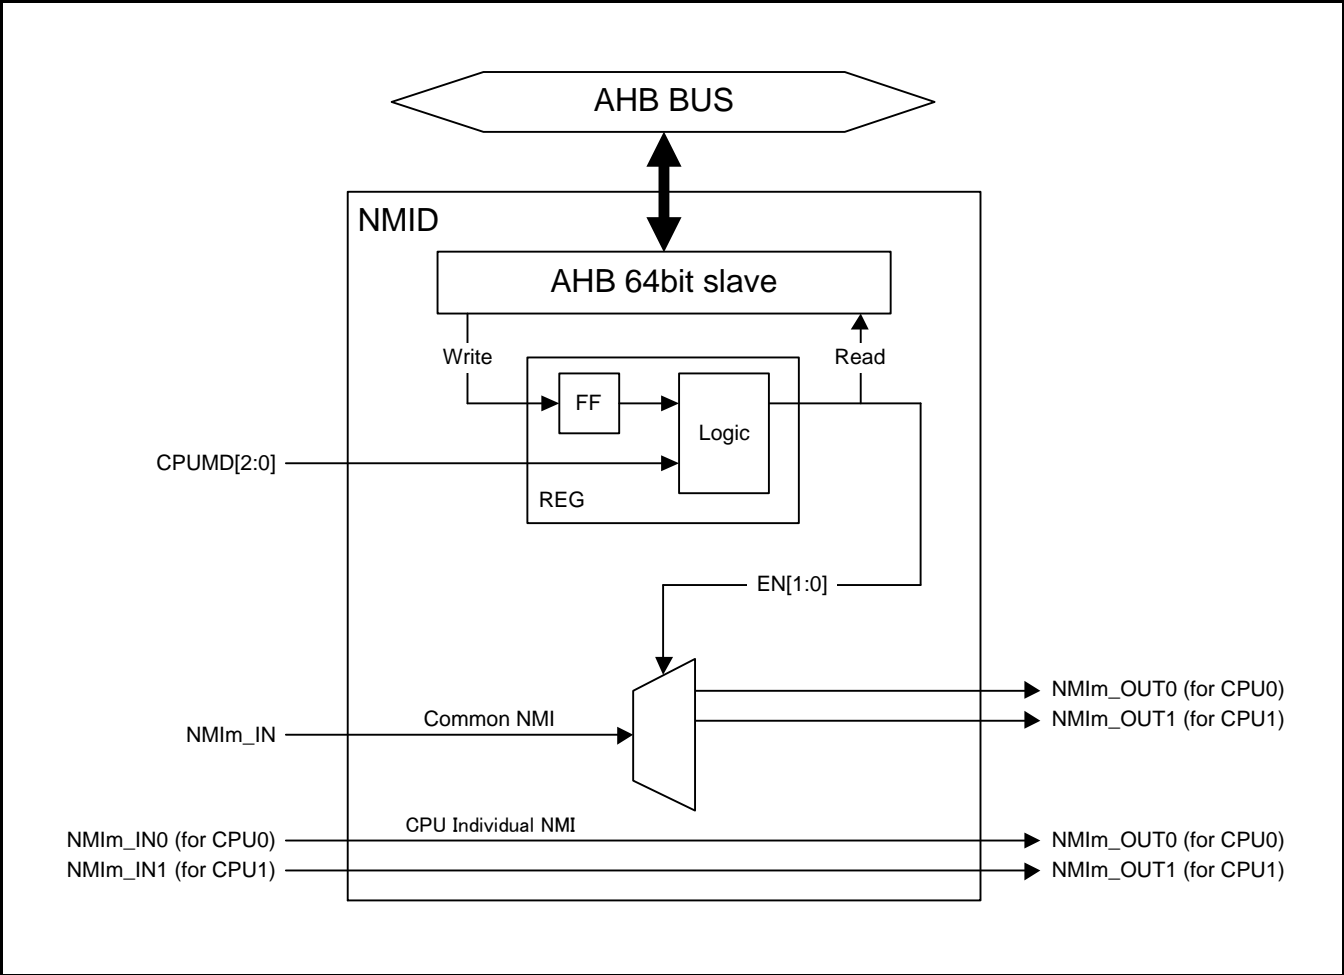 AHB BUS
NMID
AHB 64bit slave
Write
Read
FF
Logic
CPUMD[2:0]
REG
EN[1:0]
NMIm_OUT0 (for CPU0)
Common NMI
NMIm_OUT1 (for CPU1)
NMIm_IN
CPU Individual NMI
NMIm_IN0 (for CPU0)
NMIm_OUT0 (for CPU0)
NMIm_IN1 (for CPU1)
NMIm_OUT1 (for CPU1)